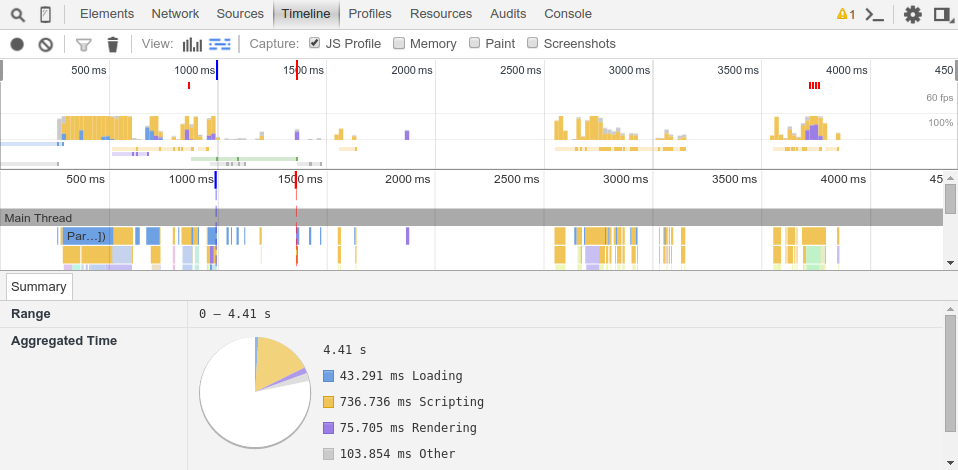 Elements Network Sources Timeline Profiles Resources Audits Console 1
View: Capture: JS Profile Memory Paint Screenshots
500 ms 1000 ms 1500 ms 2000 ms 2500 ms 3000 ms 3500 ms 4000 ms 450
60 fps
100%
500 ms 1000 ms 1500 ms 2000 ms 2500 ms 3000 ms 3500 ms 4000 ms 45
Main Thread
Par...])
Summary
Range 0 – 4.41 s
Aggregated Time
4.41 s
43.291 ms Loading
736.736 ms Scripting
75.705 ms Rendering
103.854 ms Other